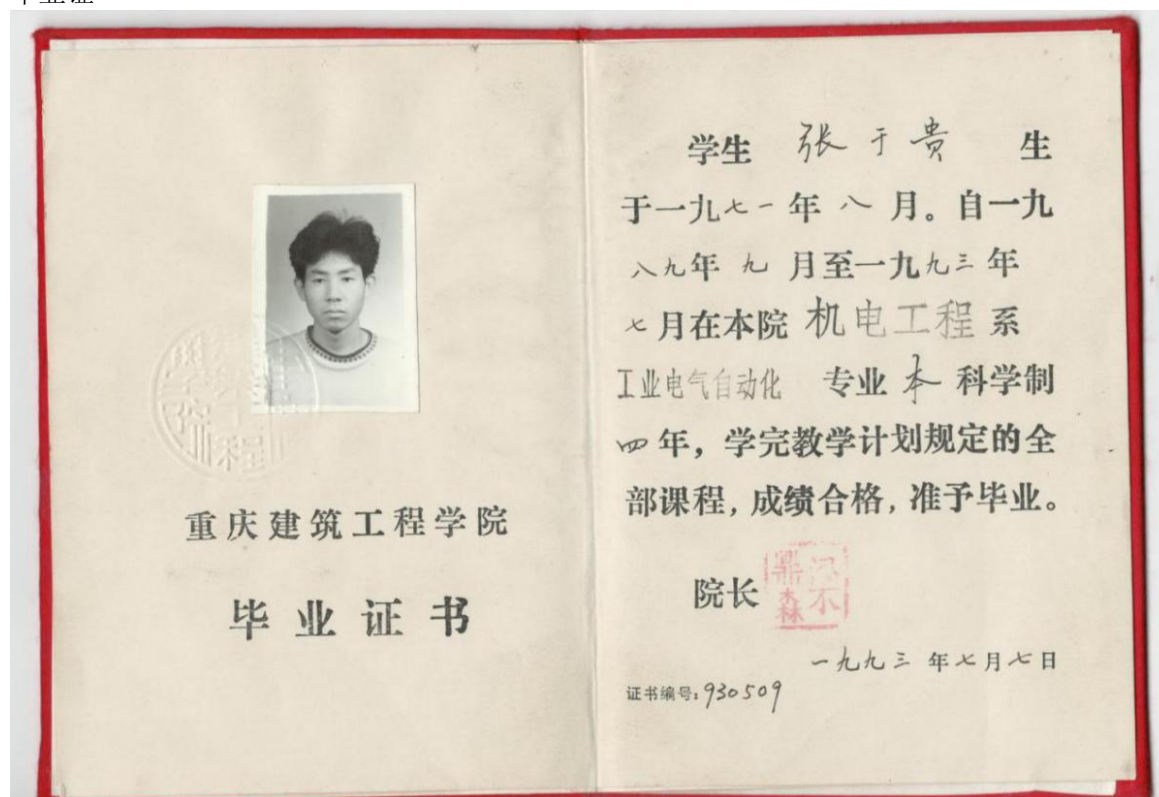 重庆建筑工程学院
毕业证书
学生 张于贵 生
于一九七一年八月。自一九
八九年九月至一九九三年
七月在本院机电工程系
工业电气自动化 专业本科学制
四年，学完教学计划规定的全
部课程，成绩合格，准予毕业。
院长
一九九三年七月七日
证书编号：930509